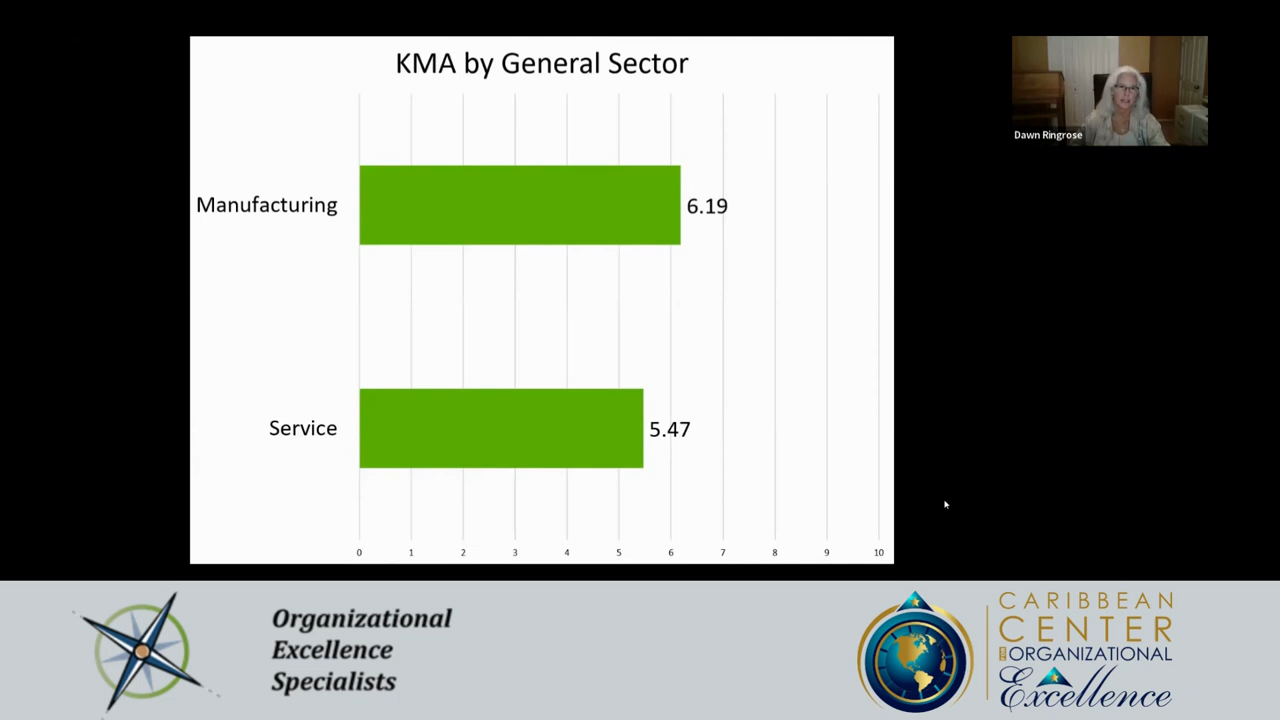 KMA by General Sector
Dawn Ringrose
Manufacturing
6.19
Service
5.47
0 1 2 3 4 5 6 7 8 9 10
Organizational
Excellence
Specialists
CARIBBEAN
CENTER
FOR ORGANIZATIONAL
Excellence